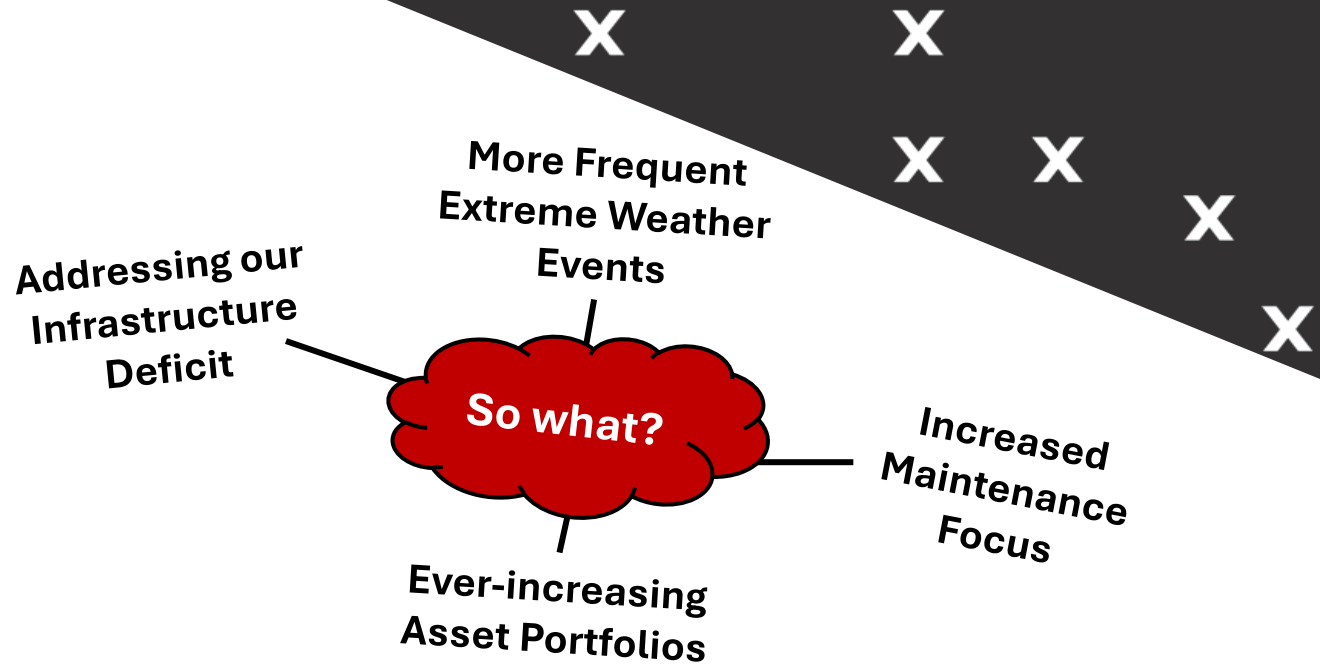 X X
X X
X
X
More Frequent
Extreme Weather
Events
Addressing our
Infrastructure
Deficit
So what?
Increased
Maintenance
Focus
Ever-increasing
Asset Portfolios